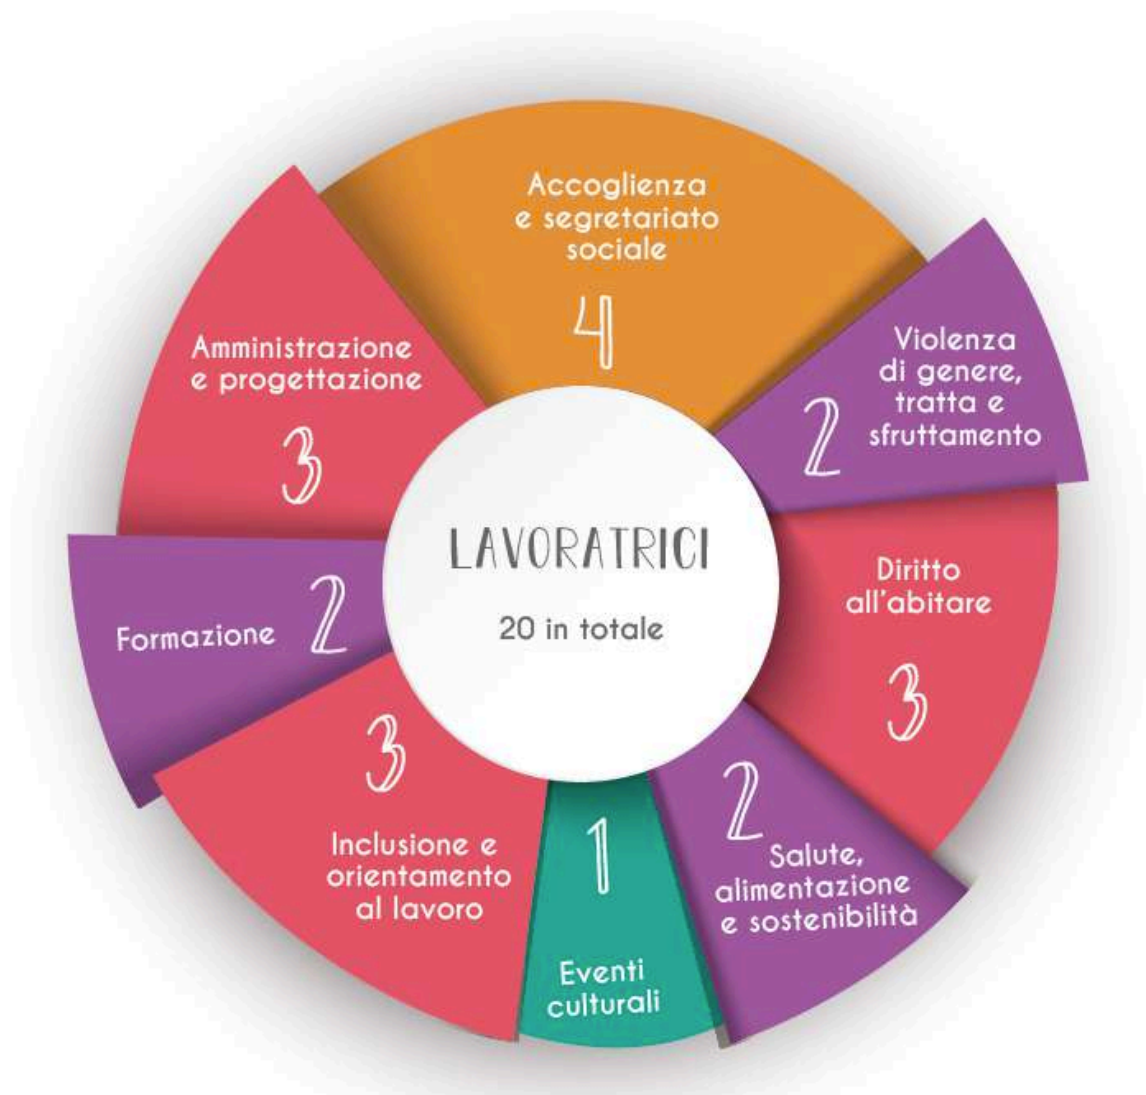 Accoglienza
e segretariato
sociale
4
Violenza
di genere,
tratta e
sfruttamento
2
Diritto
all'abitare
3
2
Salute,
alimentazione
e sostenibilità
1
Eventi
culturali
3
Inclusione e
orientamento
al lavoro
Formazione 2
Amministrazione
e progettazione
3
LAVORATRICI
20 in totale